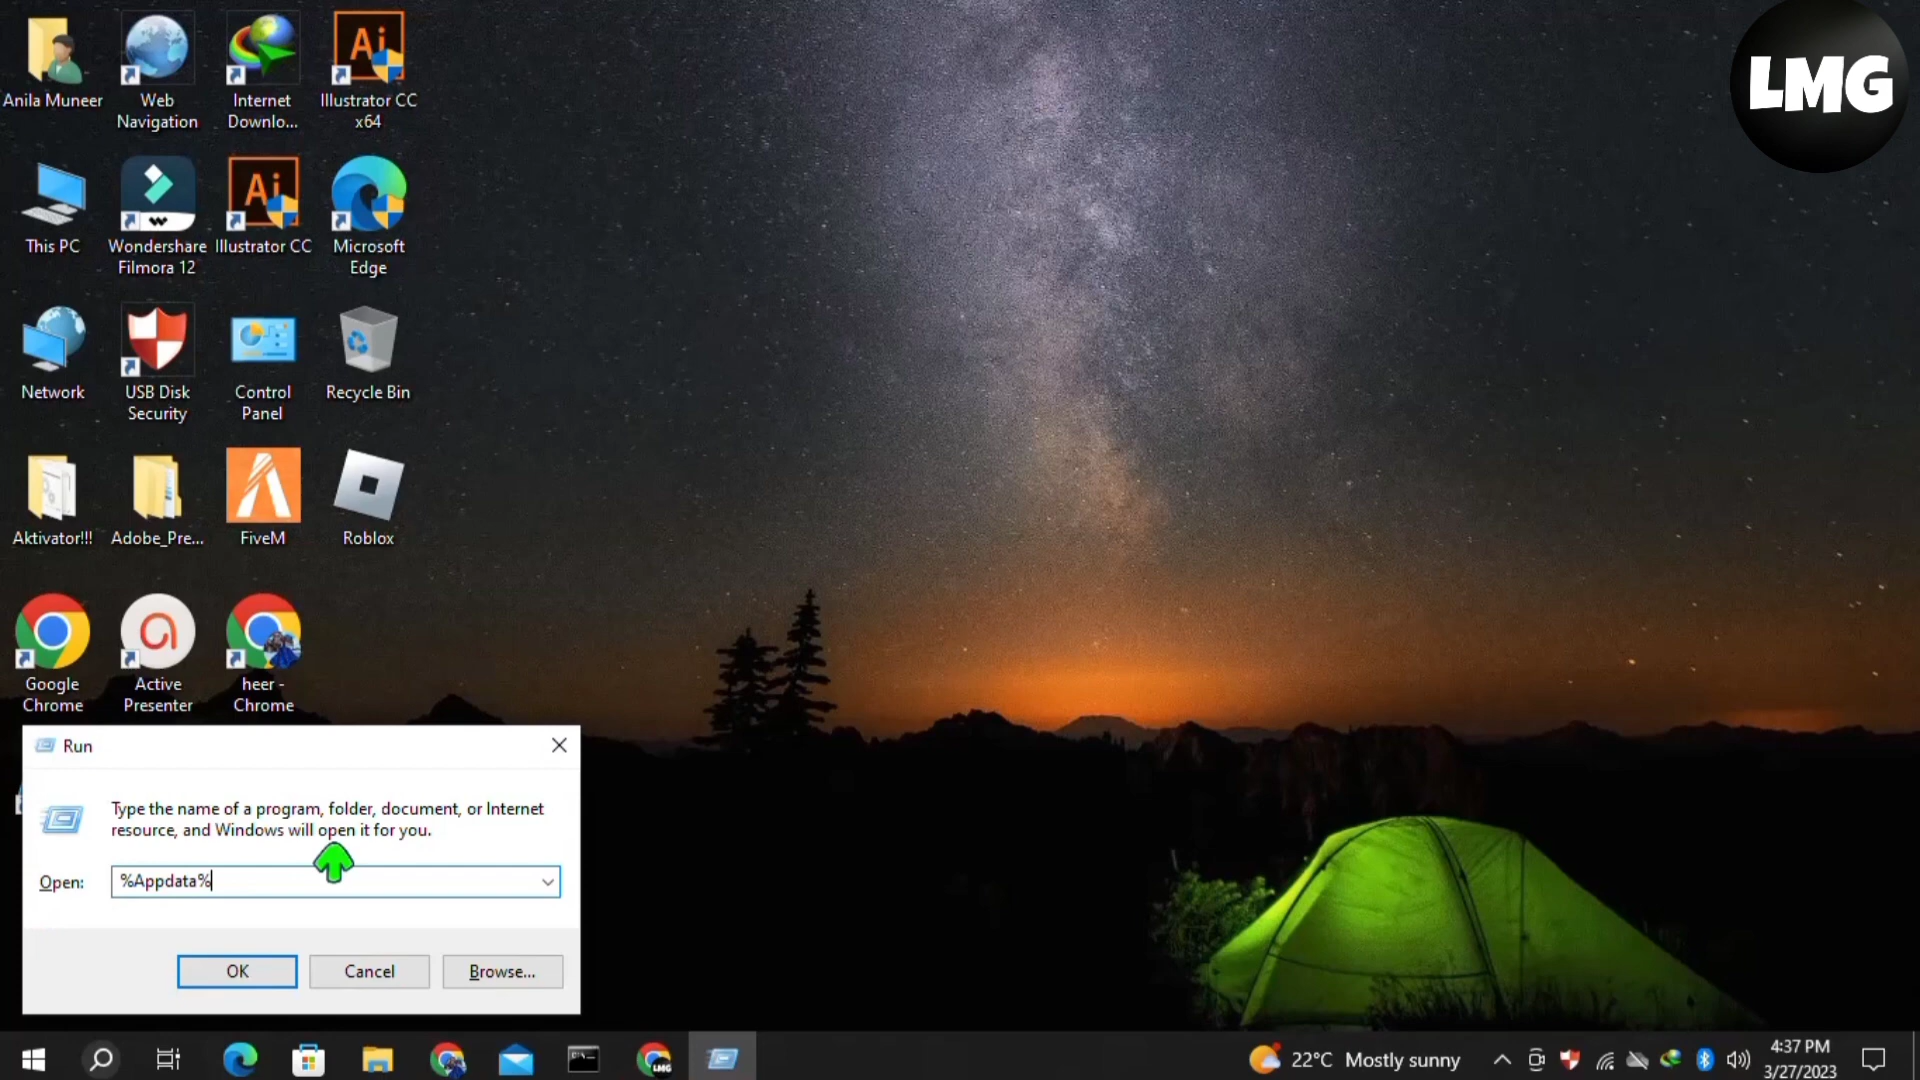 LMG
Anila Muneer
Web
Navigation
Internet
Downlo...
Illustrator CC
x64
This PC
Wondershare
Filmora 12
Illustrator CC
Microsoft
Edge
Network
USB Disk
Security
Control
Panel
Recycle Bin
Aktivator!!!
Adobe_Pre...
FiveM
Roblox
Google
Chrome
Active
Presenter
heer -
Chrome
Run
Type the name of a program, folder, document, or Internet
resource, and Windows will open it for you.
Open:
%Appdata%
OK
Cancel
Browse...
LMG
22°C Mostly sunny
4:37 PM
3/27/2023